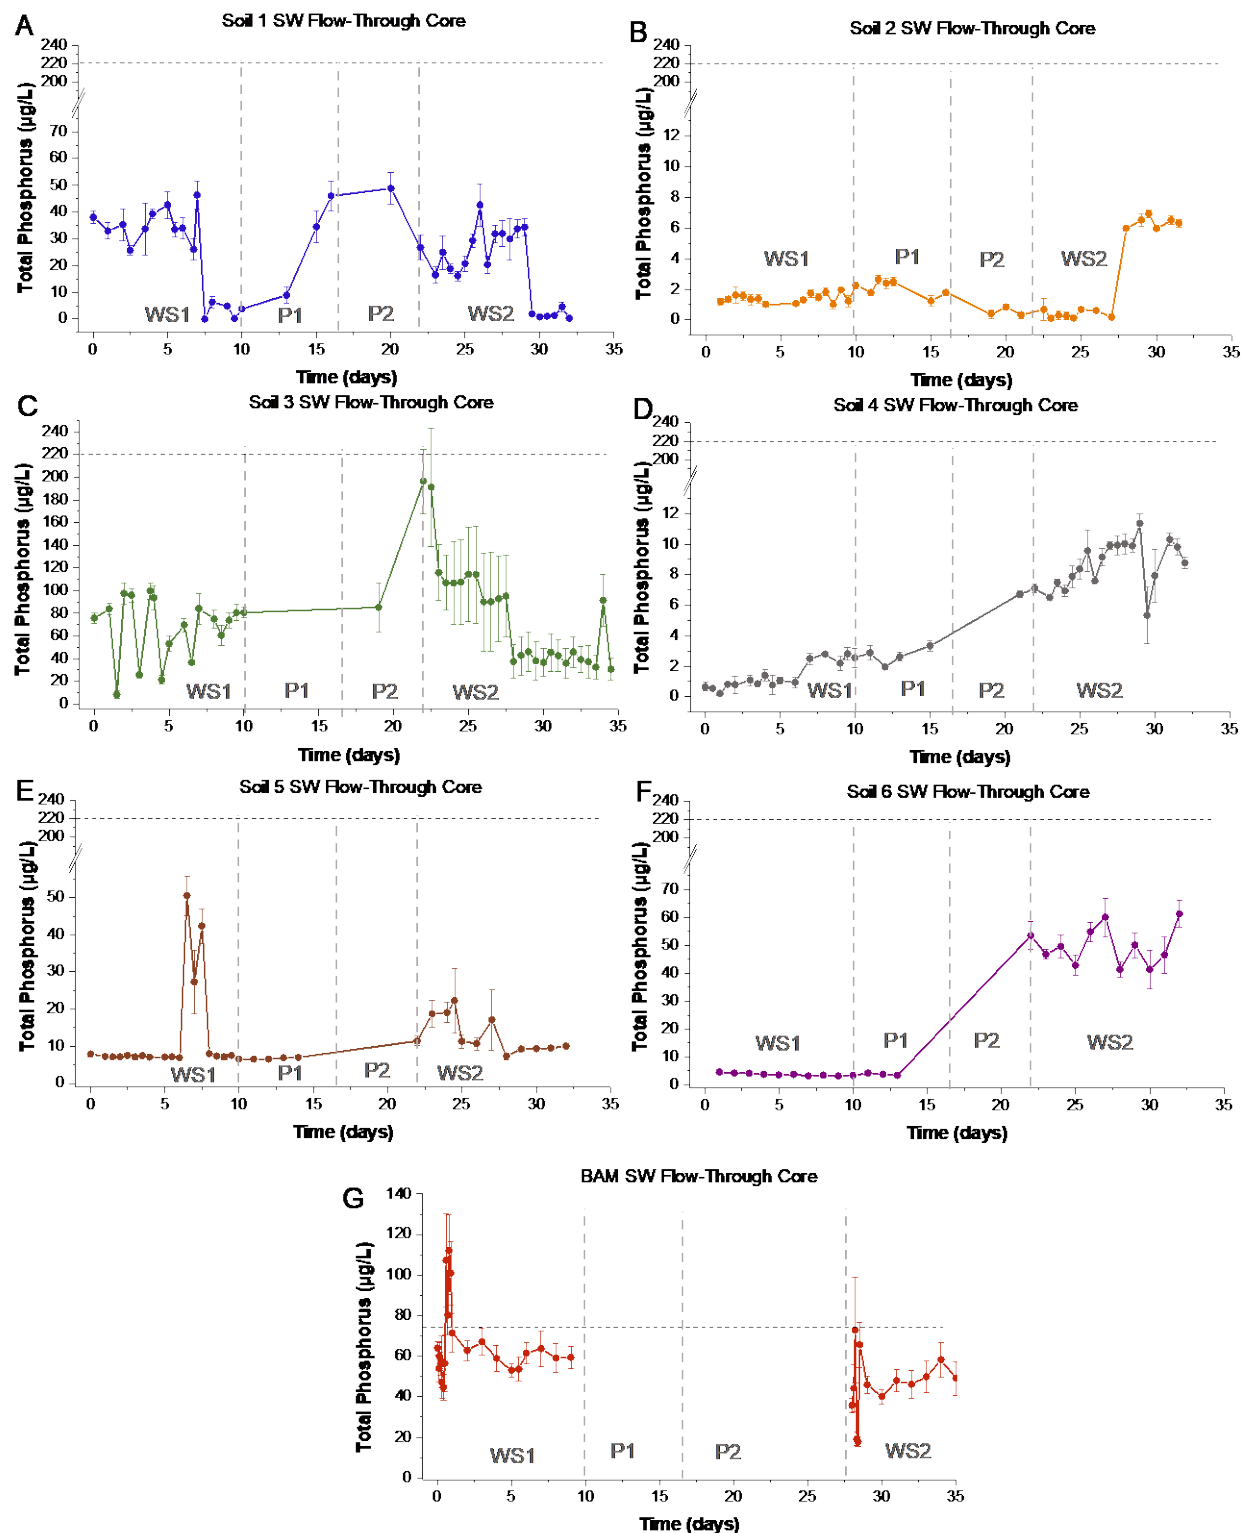 A
Soil 1 SW Flow-Through Core
Total Phosphorus (µg/L)
240
220
200
70
60
50
40
30
20
10
0
WS1
P1
P2
WS2
0 5 10 15 20 25 30 35
Time (days)
B
Soil 2 SW Flow-Through Core
Total Phosphorus (µg/L)
240
220
200
12
10
8
6
4
2
0
WS1
P1
P2
WS2
0 5 10 15 20 25 30 35
Time (days)
C
Soil 3 SW Flow-Through Core
Total Phosphorus (µg/L)
240
220
200
180
160
140
120
100
80
60
40
20
0
WS1
P1
P2
WS2
0 5 10 15 20 25 30 35
Time (days)
D
Soil 4 SW Flow-Through Core
Total Phosphorus (µg/L)
240
220
200
12
10
8
6
4
2
0
WS1
P1
P2
WS2
0 5 10 15 20 25 30 35
Time (days)
E
Soil 5 SW Flow-Through Core
Total Phosphorus (µg/L)
240
220
200
50
40
30
20
10
0
WS1
P1
P2
WS2
0 5 10 15 20 25 30 35
Time (days)
F
Soil 6 SW Flow-Through Core
Total Phosphorus (µg/L)
240
220
200
70
60
50
40
30
20
10
0
WS1
P1
P2
WS2
0 5 10 15 20 25 30 35
Time (days)
G
BAM SW Flow-Through Core
Total Phosphorus (µg/L)
140
120
100
80
60
40
20
0
WS1
P1
P2
WS2
0 5 10 15 20 25 30 35
Time (days)